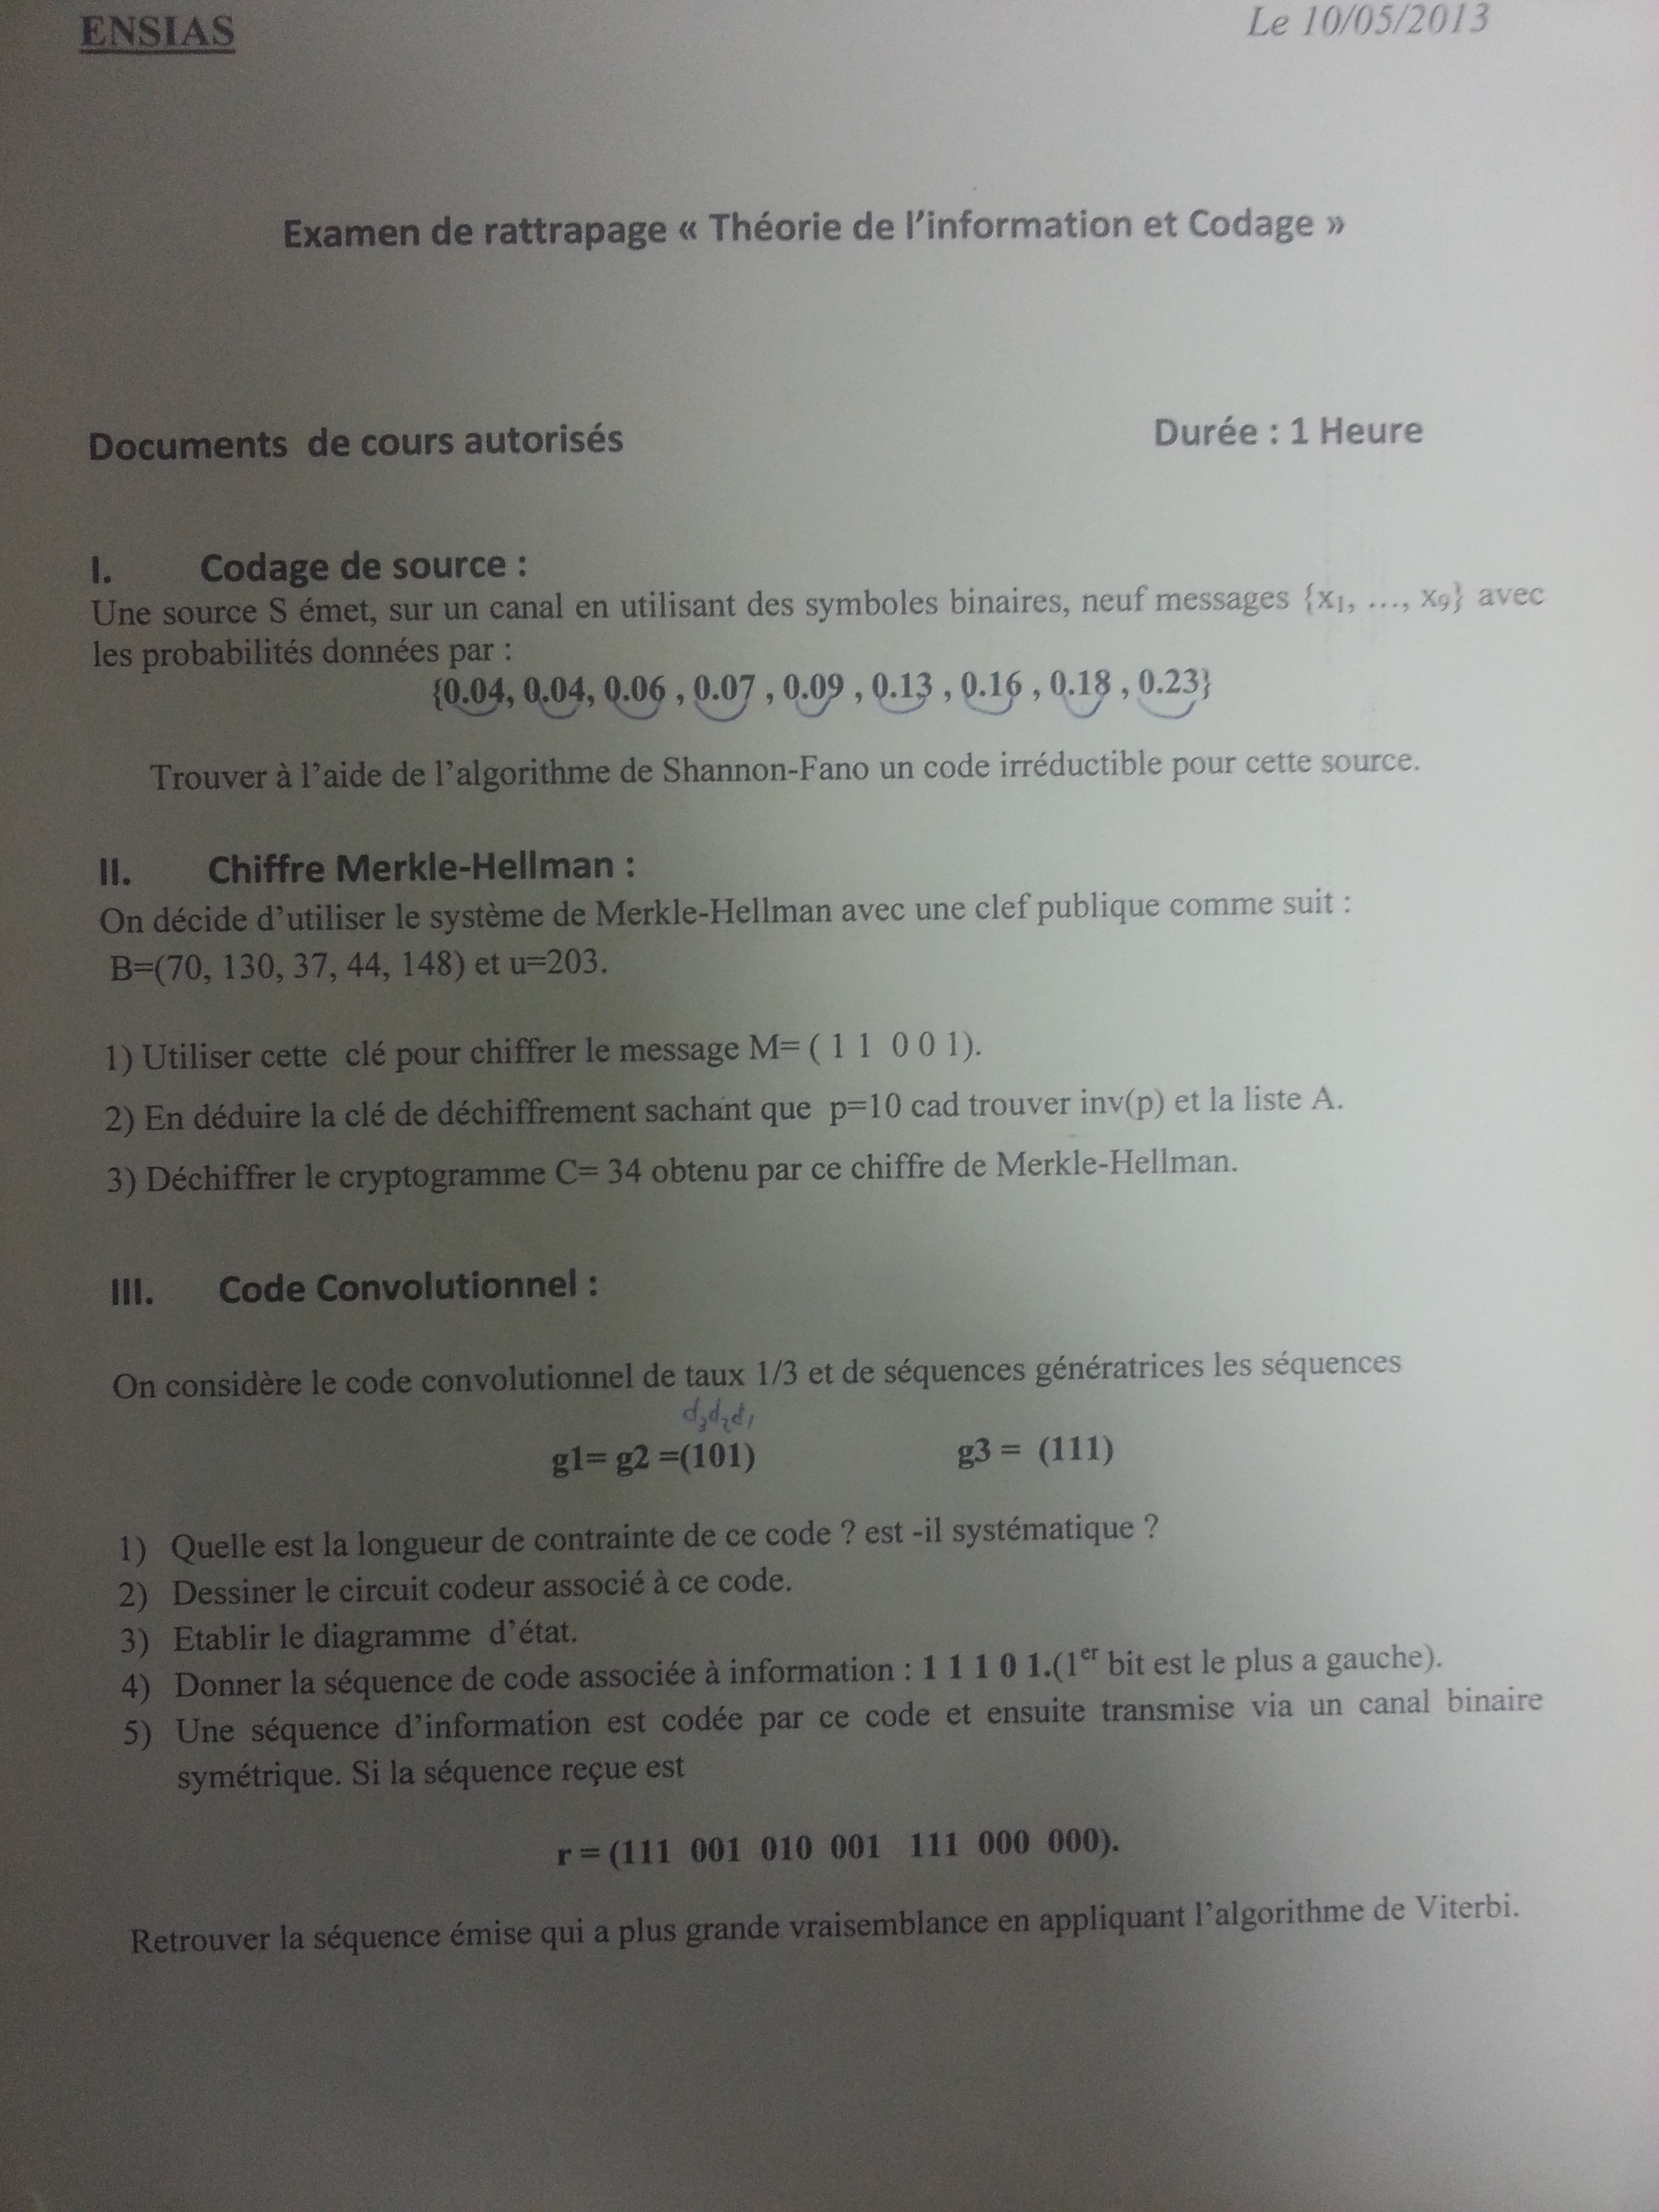 ENSIAS
Le 10/05/2013
Examen de rattrapage « Théorie de l'information et Codage »
Documents de cours autorisés
Durée : 1 Heure
I. Codage de source :
Une source S émet, sur un canal en utilisant des symboles binaires, neuf messages {x₁, ..., x₉} avec
les probabilités données par :
{0.04, 0.04, 0.06 , 0.07 , 0.09 , 0.13 , 0.16 , 0.18 , 0.23}
Trouver à l'aide de l'algorithme de Shannon-Fano un code irréductible pour cette source.
II. Chiffre Merkle-Hellman :
On décide d'utiliser le système de Merkle-Hellman avec une clef publique comme suit :
B=(70, 130, 37, 44, 148) et u=203.
1) Utiliser cette clé pour chiffrer le message M= ( 1 1 0 0 1).
2) En déduire la clé de déchiffrement sachant que p=10 cad trouver inv(p) et la liste A.
3) Déchiffrer le cryptogramme C= 34 obtenu par ce chiffre de Merkle-Hellman.
III. Code Convolutionnel :
On considère le code convolutionnel de taux 1/3 et de séquences génératrices les séquences
d₃d₂d₁
g1= g2 =(101) g3 = (111)
1) Quelle est la longueur de contrainte de ce code ? est -il systématique ?
2) Dessiner le circuit codeur associé à ce code.
3) Etablir le diagramme d'état.
4) Donner la séquence de code associée à information : 1 1 1 0 1.(1er bit est le plus a gauche).
5) Une séquence d'information est codée par ce code et ensuite transmise via un canal binaire
symétrique. Si la séquence reçue est
r = (111 001 010 001 111 000 000).
Retrouver la séquence émise qui a plus grande vraisemblance en appliquant l'algorithme de Viterbi.